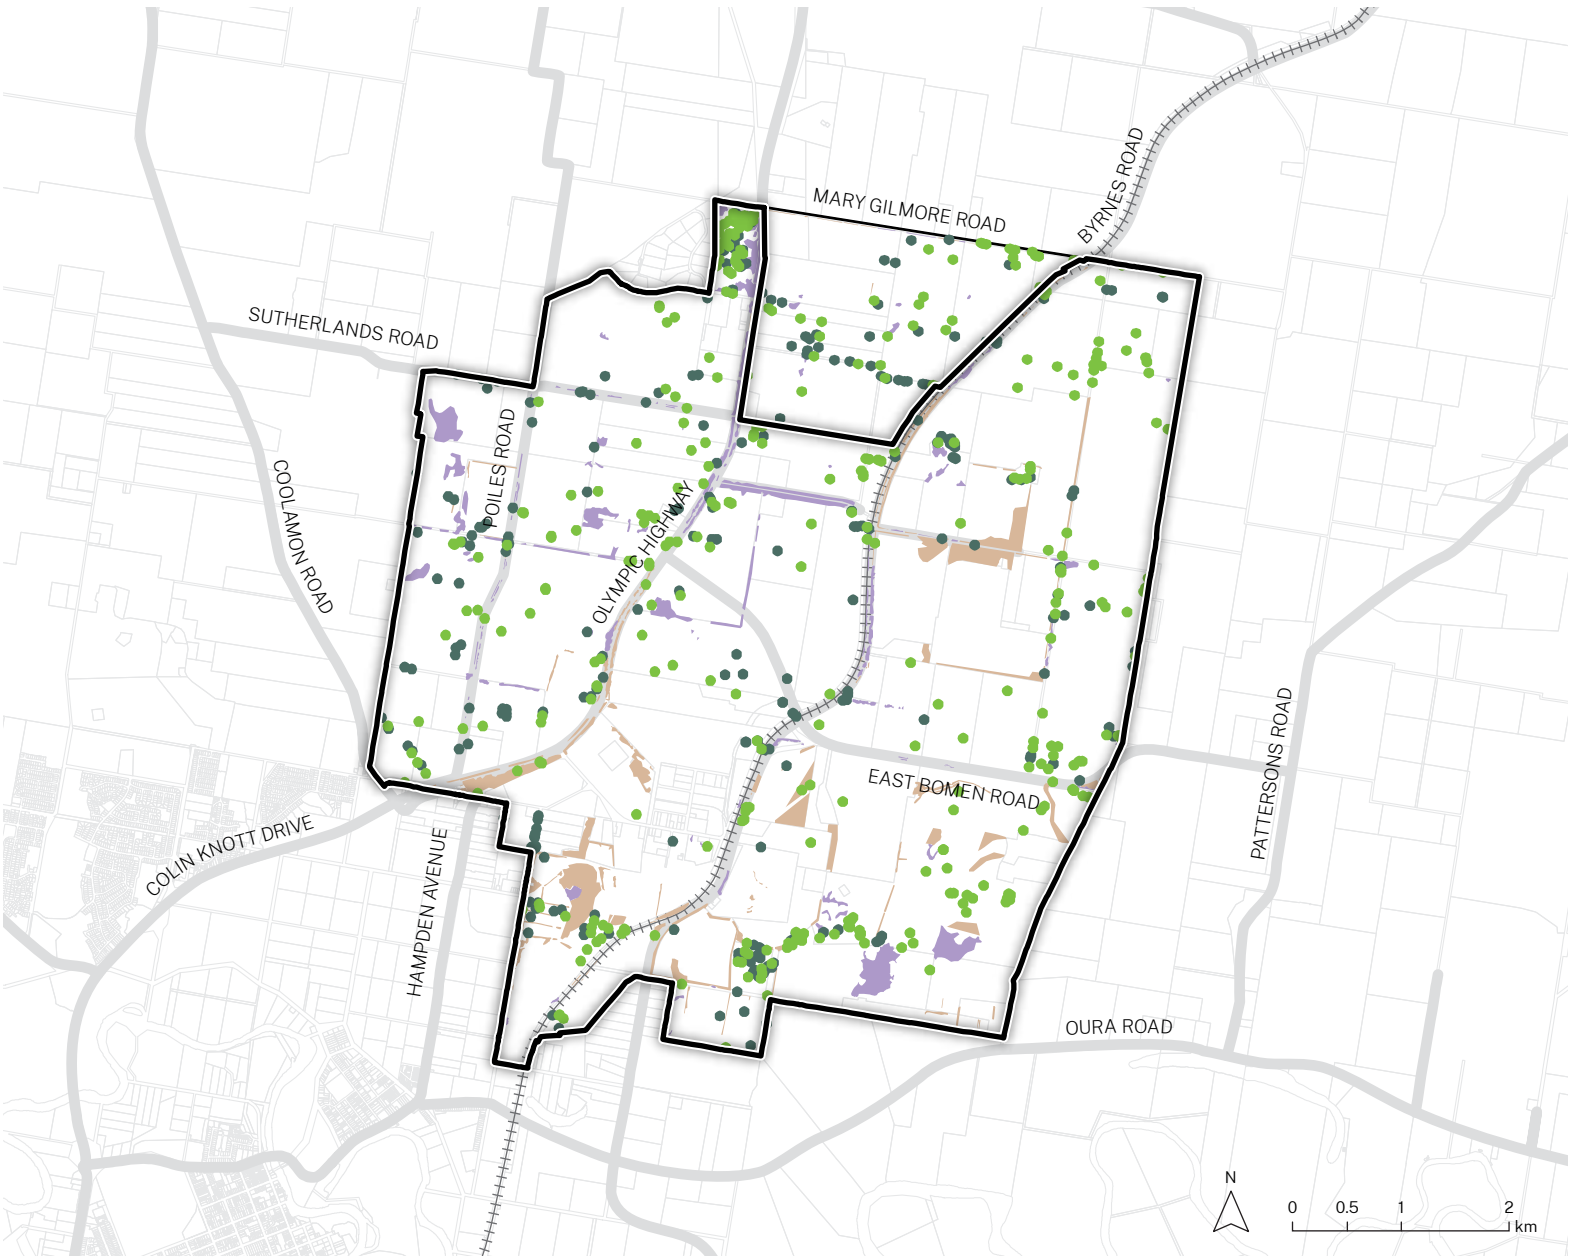 MARY GILMORE ROAD
BYRNES ROAD
SUTHERLANDS ROAD
POILES ROAD
COOLAMON ROAD
OLYMPIC HIGHWAY
EAST BOMEN ROAD
PATTERSONS ROAD
COLIN KNOTT DRIVE
HAMPDEN AVENUE
OURA ROAD
N
0 0.5 1 2
km